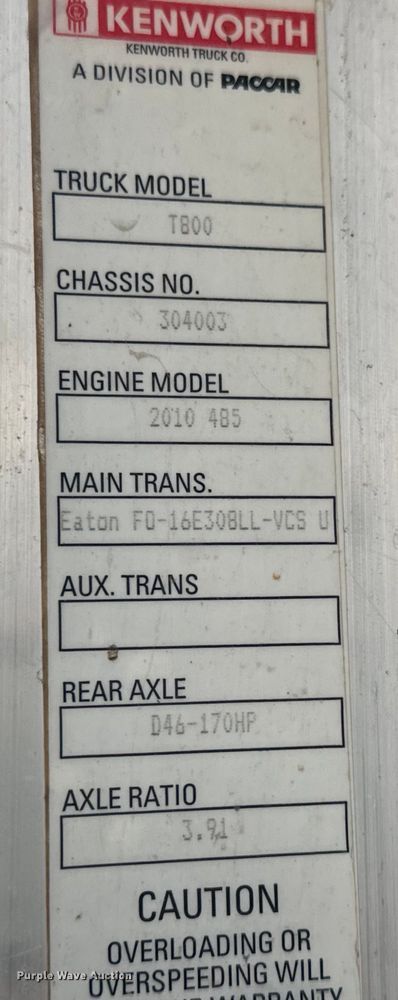 KENWORTH
KENWORTH TRUCK CO.
A DIVISION OF PACCAR
TRUCK MODEL
T800
CHASSIS NO.
304003
ENGINE MODEL
2010 485
MAIN TRANS.
Eaton FO-16E308LL-VCS U
AUX. TRANS
REAR AXLE
D46-170HP
AXLE RATIO
3.91
CAUTION
OVERLOADING OR
OVERSPEEDING WILL
WARRANTY
Purple Wave Auction